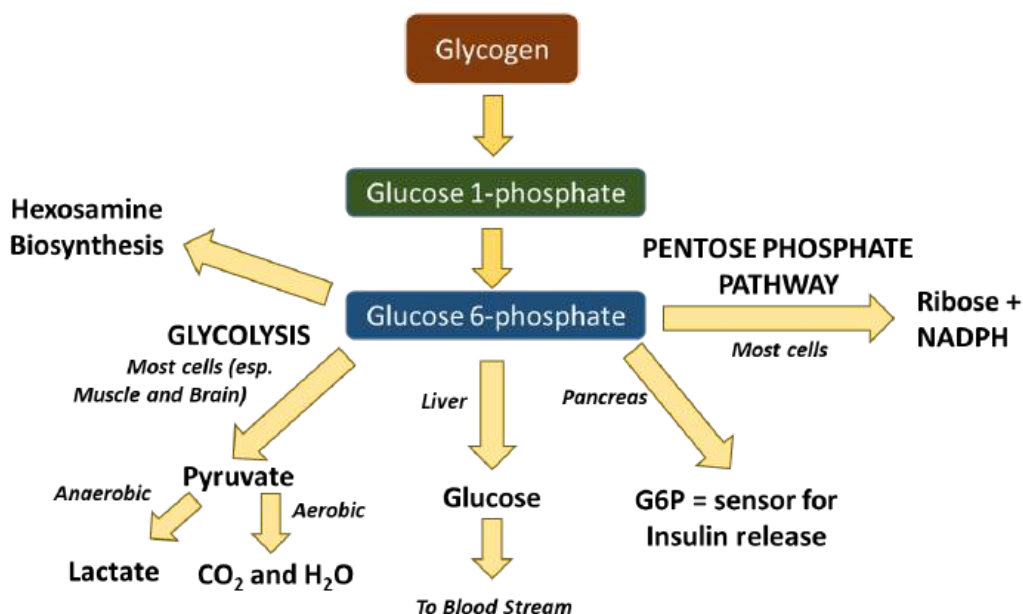 Glycogen
Glucose 1-phosphate
Hexosamine
Biosynthesis
PENTOSE PHOSPHATE
PATHWAY
Glucose 6-phosphate
Ribose +
NADPH
Most cells
GLYCOLYSIS
Most cells (esp.
Muscle and Brain)
Liver
Pancreas
Pyruvate
Anaerobic
Aerobic
Glucose
G6P = sensor for
Insulin release
Lactate
CO₂ and H₂O
To Blood Stream